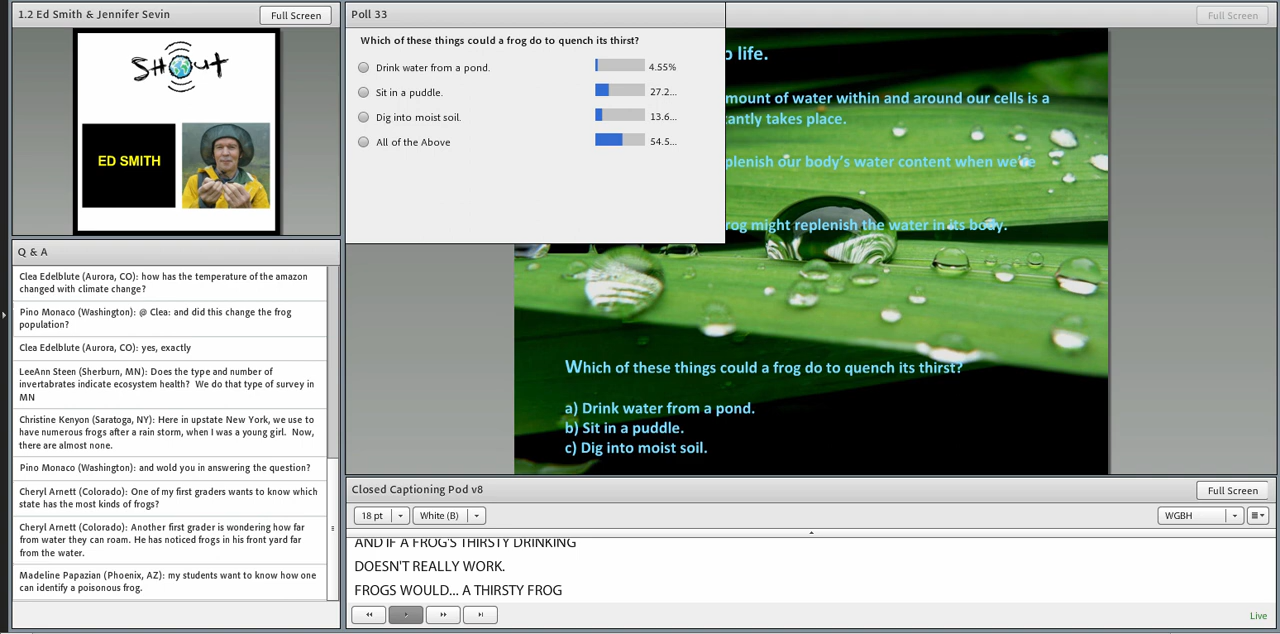 1.2 Ed Smith & Jennifer Sevin
Full Screen
SHOUT
ED SMITH
Q & A
Clea Edelblute (Aurora, CO): how has the temperature of the amazon
changed with climate change?
Pino Monaco (Washington): @ Clea: and did this change the frog
population?
Clea Edelblute (Aurora, CO): yes, exactly
LeeAnn Steen (Sherburn, MN): Does the type and number of
invertabrates indicate ecosystem health? We do that type of survey in
MN
Christine Kenyon (Saratoga, NY): Here in upstate New York, we use to
have numerous frogs after a rain storm, when I was a young girl. Now,
there are almost none.
Pino Monaco (Washington): and wold you in answering the question?
Cheryl Arnett (Colorado): One of my first graders wants to know which
state has the most kinds of frogs?
Cheryl Arnett (Colorado): Another first grader is wondering how far
from water they can roam. He has noticed frogs in his front yard far
from the water.
Madeline Papazian (Phoenix, AZ): my students want to know how one
can identify a poisonous frog.
Poll 33
Which of these things could a frog do to quench its thirst?
Drink water from a pond. 4.55%
Sit in a puddle. 27.2...
Dig into moist soil. 13.6...
All of the Above 54.5...
Full Screen
life.
mount of water within and around our cells is a
tantly takes place.
plenish our body's water content when we're
rog might replenish the water in its body.
Which of these things could a frog do to quench its thirst?
a) Drink water from a pond.
b) Sit in a puddle.
c) Dig into moist soil.
Closed Captioning Pod v8
Full Screen
18 pt White (B) WGBH
AND IF A FROG'S THIRSTY DRINKING
DOESN'T REALLY WORK.
FROGS WOULD... A THIRSTY FROG
Live